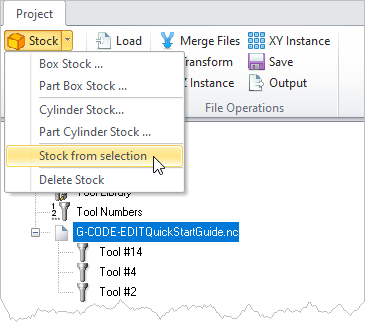 Project
Stock
Load
Merge Files
XY Instance
Transform
Save
Z Instance
Output
File Operations
Box Stock ...
Part Box Stock ...
Cylinder Stock...
Part Cylinder Stock ...
Stock from selection
Delete Stock
Tool Library
Tool Numbers
G-CODE-EDITQuickStartGuide.nc
Tool #14
Tool #4
Tool #2